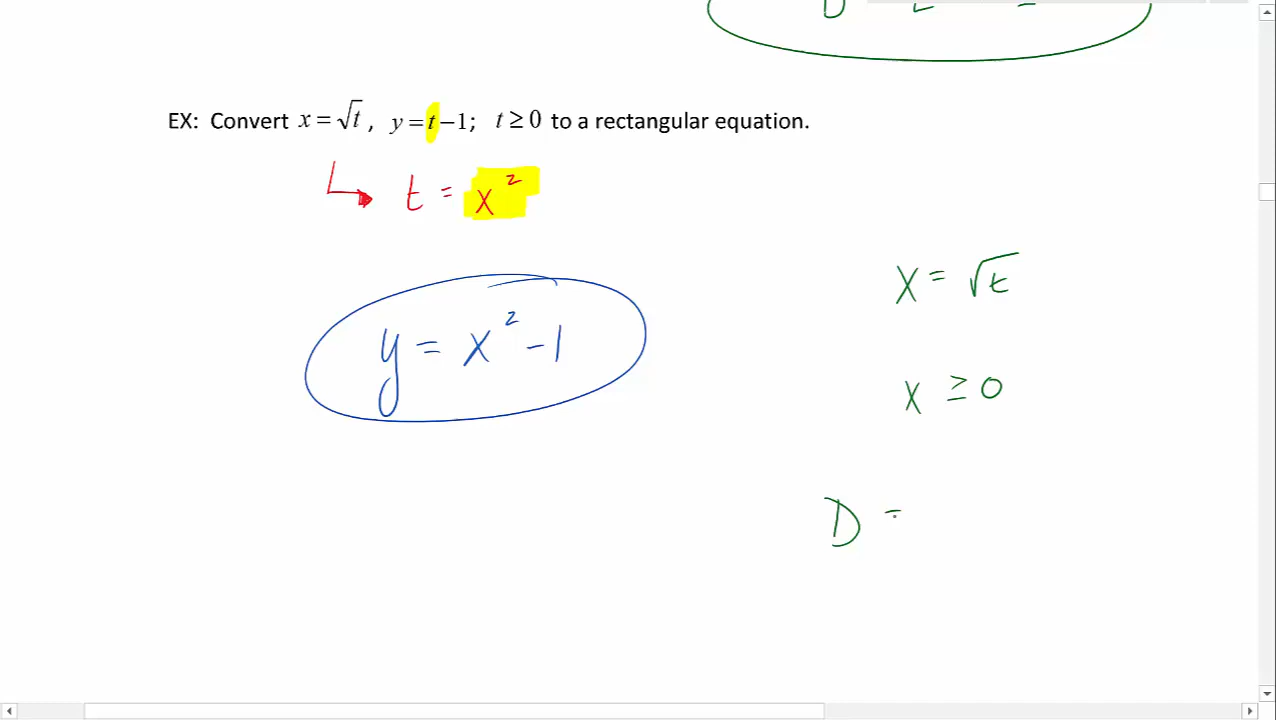 EX: Convert x = √t, y = t − 1; t ≥ 0 to a rectangular equation.
t = x²
y = x² − 1
x = √t
x ≥ 0
D =